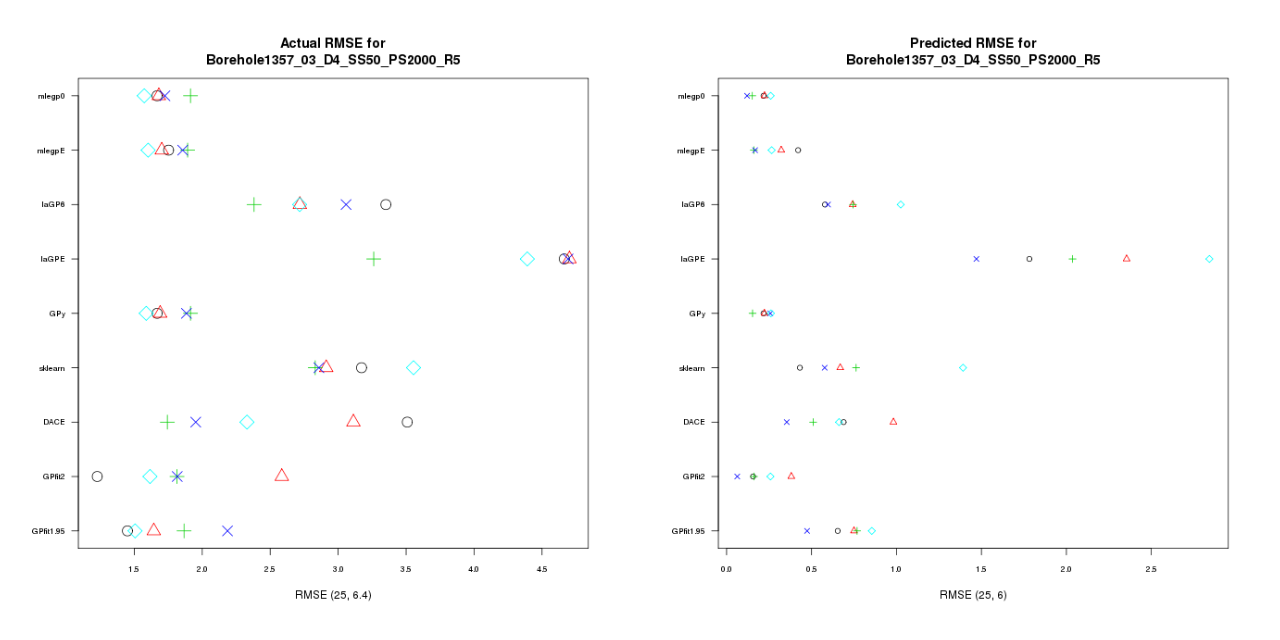 Actual RMSE for
Borehole1357_03_D4_SS50_PS2000_R5
mlegp0
mlegpE
laGP6
laGPE
GPy
sklearn
DACE
GPfit2
GPfit1.95
1.5 2.0 2.5 3.0 3.5 4.0 4.5
RMSE (25, 6.4)
Predicted RMSE for
Borehole1357_03_D4_SS50_PS2000_R5
mlegp0
mlegpE
laGP6
laGPE
GPy
sklearn
DACE
GPfit2
GPfit1.95
0.0 0.5 1.0 1.5 2.0 2.5
RMSE (25, 6)